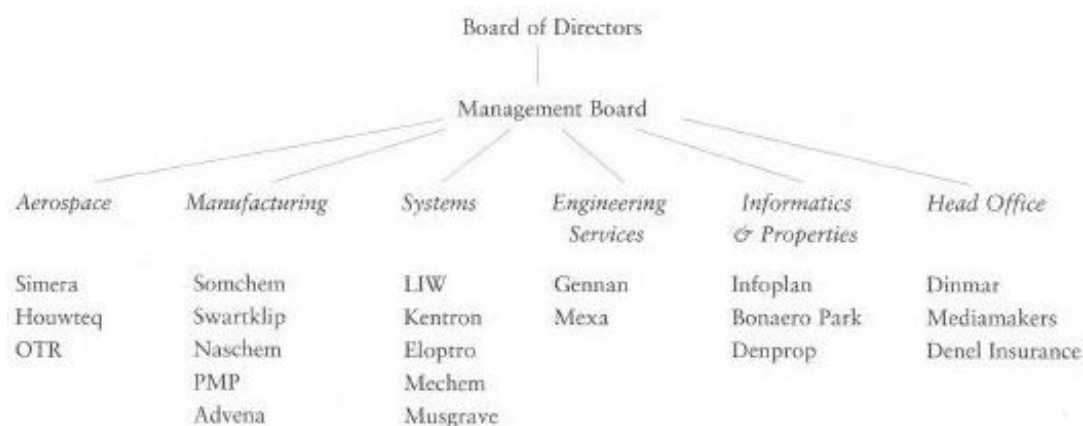 Board of Directors
Management Board
Aerospace Manufacturing Systems Engineering Services Informatics & Properties Head Office
Simera Somchem LIW Gennan Infoplan Dinmar
Houwteq Swartklip Kentron Mexa Bonaero Park Mediamakers
OTR Naschem Eloptro Denprop Denel Insurance
PMP Mechem
Advena Musgrave